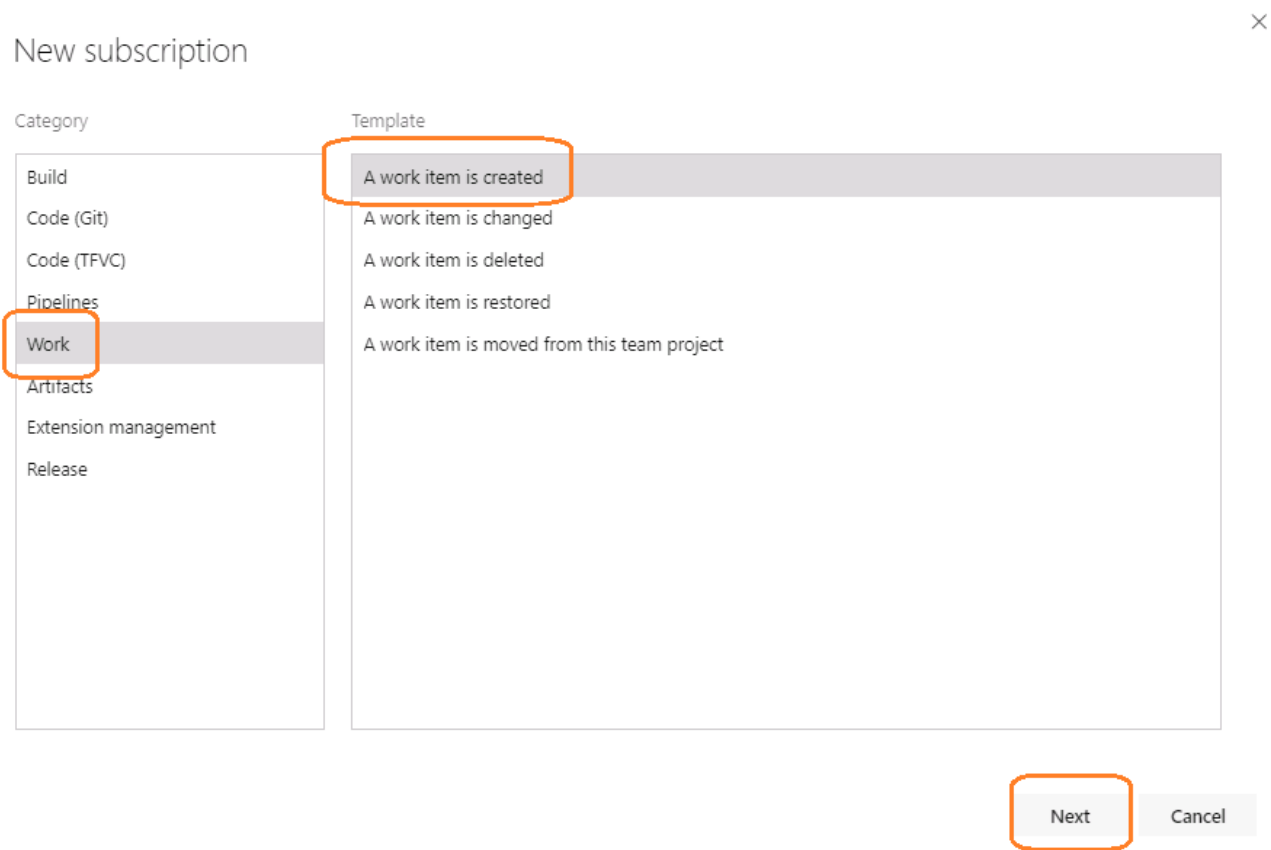 New subscription
Category
Template
Build
Code (Git)
Code (TFVC)
Pipelines
Work
Artifacts
Extension management
Release
A work item is created
A work item is changed
A work item is deleted
A work item is restored
A work item is moved from this team project
Next
Cancel